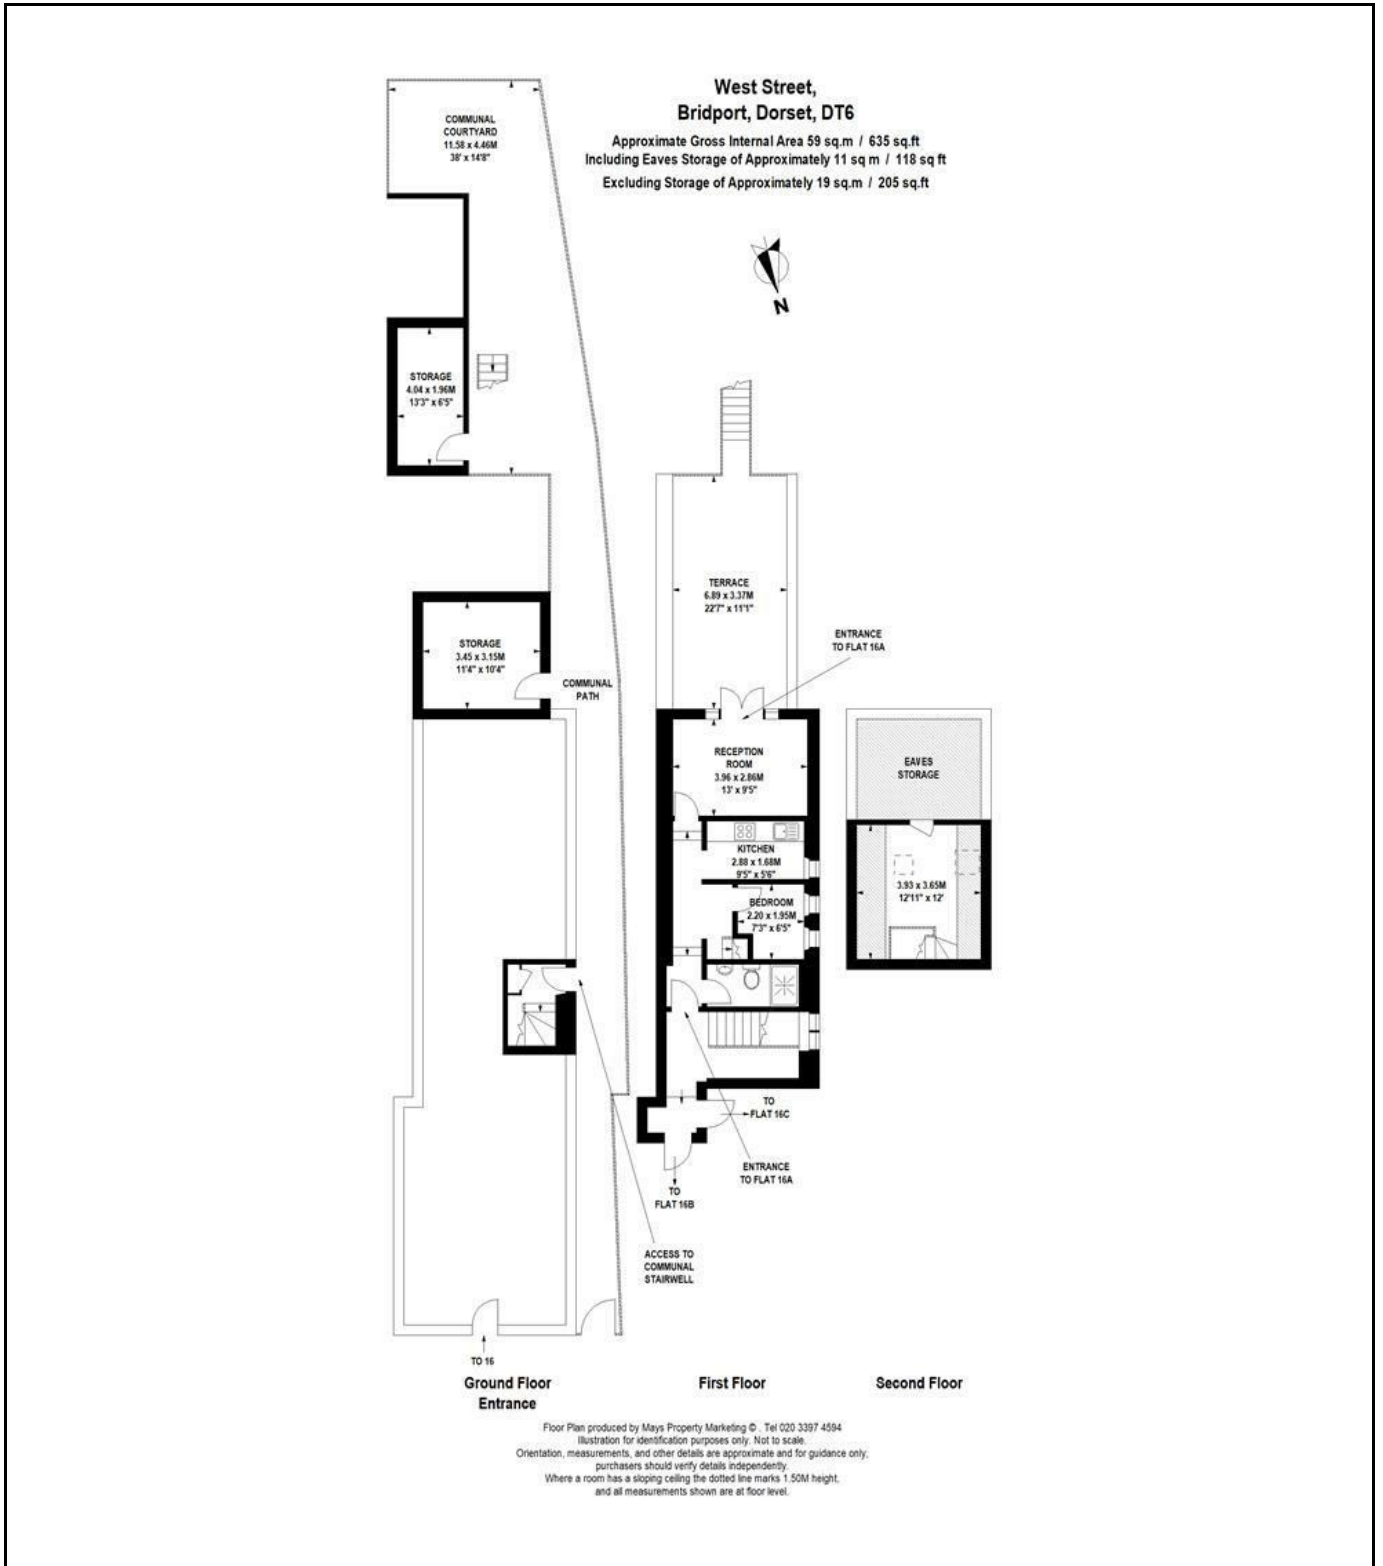 West Street,
Bridport, Dorset, DT6
Approximate Gross Internal Area 59 sq.m / 635 sq.ft
Including Eaves Storage of Approximately 11 sq m / 118 sq ft
Excluding Storage of Approximately 19 sq.m / 205 sq.ft
N
COMMUNAL
COURTYARD
11.58 x 4.46M
38' x 14'8"
STORAGE
4.04 x 1.96M
13'3" x 6'5"
STORAGE
3.45 x 3.15M
11'4" x 10'4"
COMMUNAL
PATH
TERRACE
6.89 x 3.37M
22'7" x 11'1"
ENTRANCE
TO FLAT 16A
RECEPTION
ROOM
3.96 x 2.86M
13' x 9'5"
KITCHEN
2.88 x 1.68M
9'5" x 5'6"
BEDROOM
2.20 x 1.95M
7'3" x 6'5"
EAVES
STORAGE
3.93 x 3.65M
12'11" x 12'
TO
FLAT 16C
ENTRANCE
TO FLAT 16A
TO
FLAT 16B
ACCESS TO
COMMUNAL
STAIRWELL
TO 16
Ground Floor
Entrance
First Floor
Second Floor
Floor Plan produced by Mays Property Marketing © . Tel 020 3397 4594
Illustration for identification purposes only. Not to scale.
Orientation, measurements, and other details are approximate and for guidance only,
purchasers should verify details independently.
Where a room has a sloping ceiling the dotted line marks 1.50M height,
and all measurements shown are at floor level.